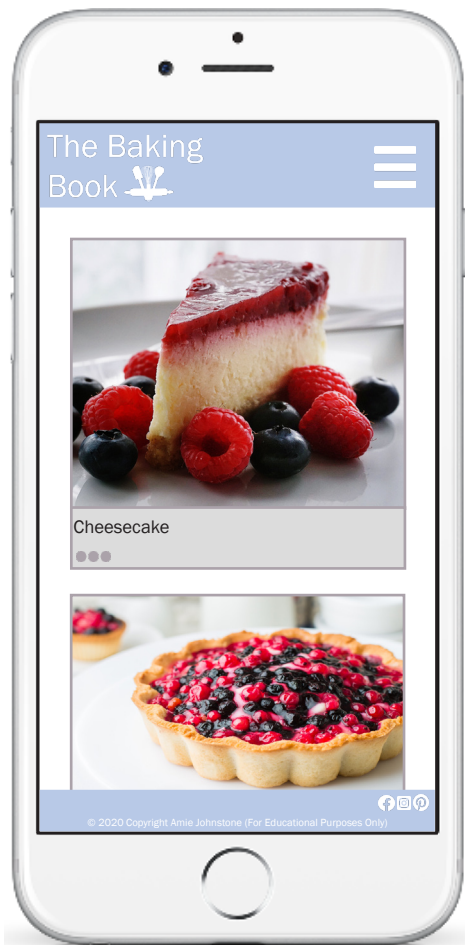 The Baking
Book
Cheesecake
© 2020 Copyright Amie Johnstone (For Educational Purposes Only)